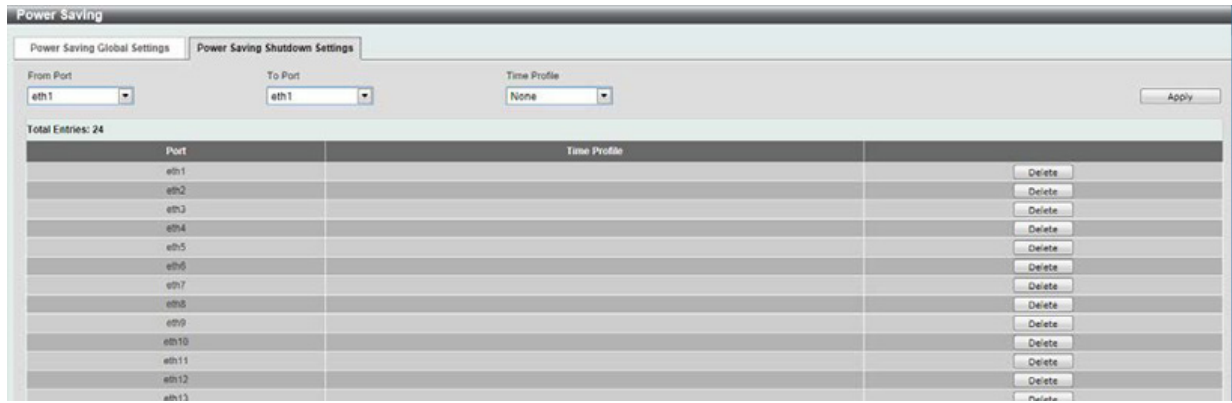 Power Saving
Power Saving Global Settings Power Saving Shutdown Settings
From Port To Port Time Profile
eth1 eth1 None Apply
Total Entries: 24
Port Time Profile
eth1 Delete
eth2 Delete
eth3 Delete
eth4 Delete
eth5 Delete
eth6 Delete
eth7 Delete
eth8 Delete
eth9 Delete
eth10 Delete
eth11 Delete
eth12 Delete
eth13 Delete